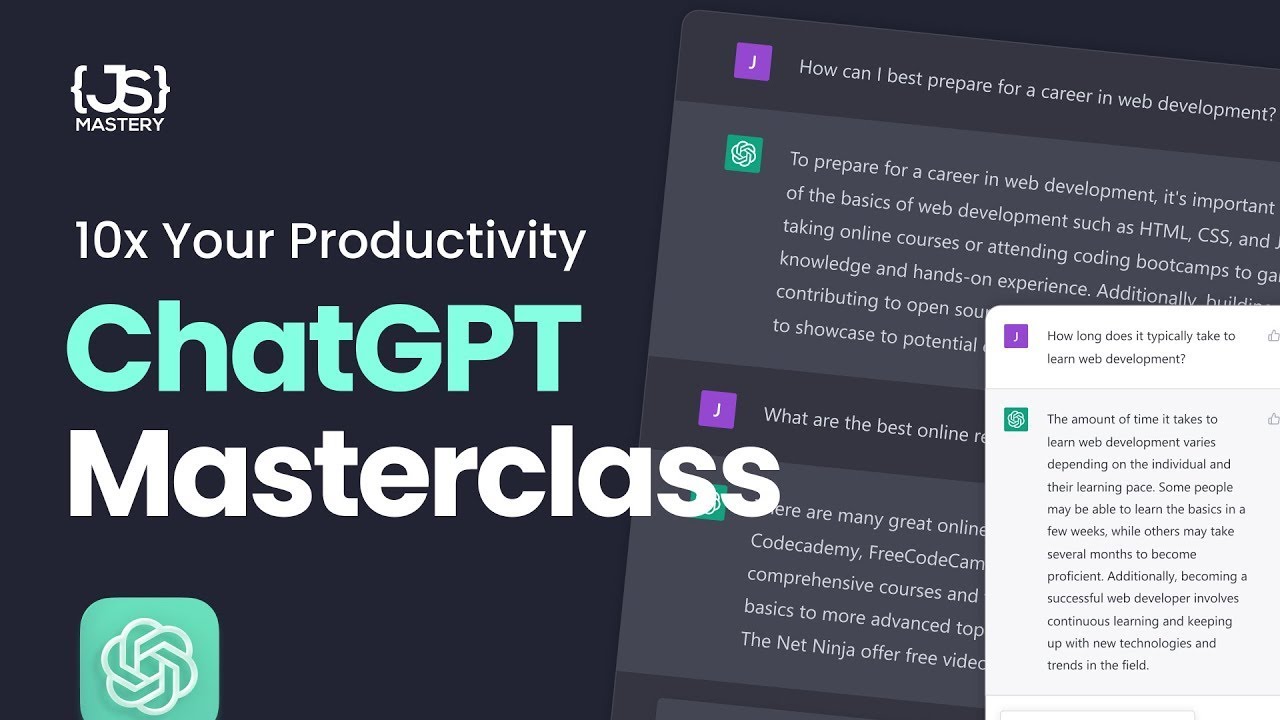 {JS}
MASTERY
10x Your Productivity
ChatGPT
Masterclass
J
How can I best prepare for a career in web development?
To prepare for a career in web development, it's important
of the basics of web development such as HTML, CSS, and
taking online courses or attending coding bootcamps to
knowledge and hands-on experience. Additionally, building
contributing to open
to showcase to potential
J
What are the best online
here are many great online
Codecademy, FreeCodeCam
comprehensive courses and
basics to more advanced
The Net Ninja offer free
J
How long does it typically take to
learn web development?
The amount of time it takes to
learn web development varies
depending on the individual and
their learning pace. Some people
may be able to learn the basics in a
few weeks, while others may take
several months to become
proficient. Additionally, becoming a
successful web developer involves
continuous learning and keeping
up with new technologies and
trends in the field.